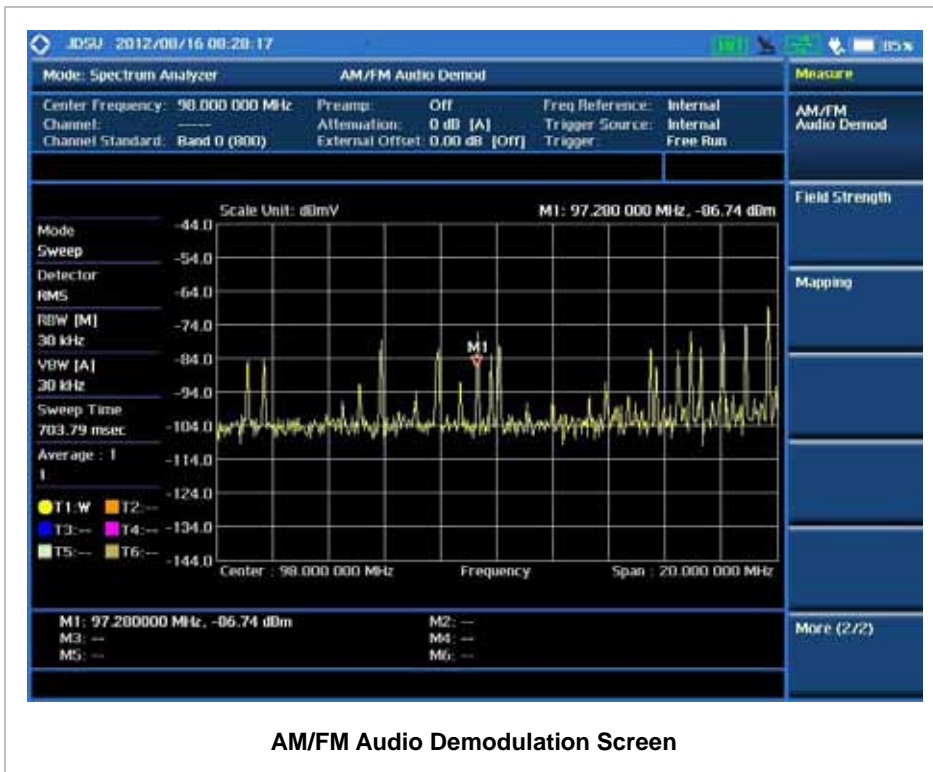 JDSU 2012/08/16 08:28:17
85%
Mode: Spectrum Analyzer AM/FM Audio Demod
Measure
Center Frequency: 98.000 000 MHz Preamp: Off Freq Reference: Internal
Channel: ----- Attenuation: 0 dB [A] Trigger Source: Internal
Channel Standard: Band 0 (800) External Offset: 0.00 dB [Off] Trigger: Free Run
AM/FM
Audio Demod
Field Strength
Mapping
More (2/2)
Scale Unit: dBmV M1: 97.200 000 MHz, -86.74 dBm
Mode
Sweep
Detector
RMS
RBW [M]
30 kHz
VBW [A]
30 kHz
Sweep Time
703.79 msec
Average : 1
1
T1:W T2:--
T3:-- T4:--
T5:-- T6:--
-44.0
-54.0
-64.0
-74.0
-84.0
-94.0
-104.0
-114.0
-124.0
-134.0
-144.0
M1
Center : 98.000 000 MHz Frequency Span : 20.000 000 MHz
M1: 97.200000 MHz, -86.74 dBm M2: --
M3: -- M4: --
M5: -- M6: --
AM/FM Audio Demodulation Screen